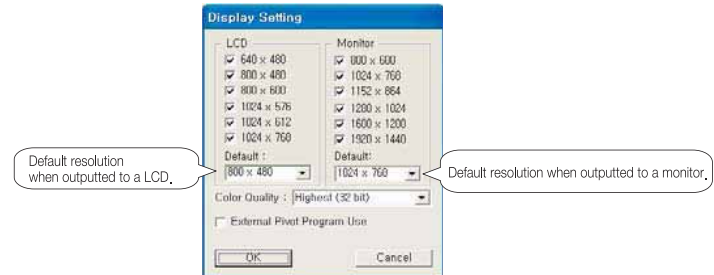 Display Setting
LCD
640 x 480
800 x 480
800 x 600
1024 x 576
1024 x 612
1024 x 768
Default :
800 x 480
Monitor
800 x 600
1024 x 768
1152 x 864
1280 x 1024
1600 x 1200
1920 x 1440
Default:
1024 x 768
Color Quality : Highest (32 bit)
External Pivot Program Use
OK
Cancel
Default resolution
when outputted to a LCD.
Default resolution when outputted to a monitor.